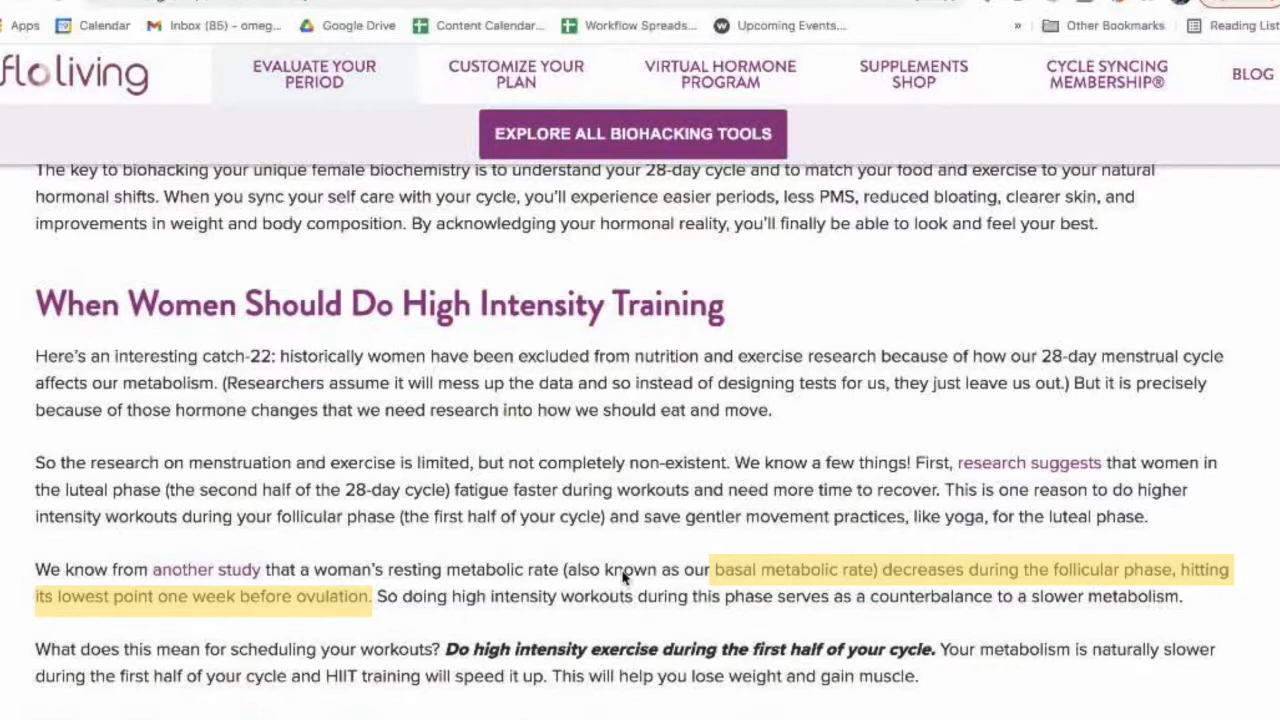 Apps Calendar Inbox (85) - omeg... Google Drive Content Calendar... Workflow Spreads... Upcoming Events... » Other Bookmarks Reading List
floliving
EVALUATE YOUR PERIOD
CUSTOMIZE YOUR PLAN
VIRTUAL HORMONE PROGRAM
SUPPLEMENTS SHOP
CYCLE SYNCING MEMBERSHIP®
BLOG
EXPLORE ALL BIOHACKING TOOLS
The key to biohacking your unique female biochemistry is to understand your 28-day cycle and to match your food and exercise to your natural
hormonal shifts. When you sync your self care with your cycle, you'll experience easier periods, less PMS, reduced bloating, clearer skin, and
improvements in weight and body composition. By acknowledging your hormonal reality, you'll finally be able to look and feel your best.
When Women Should Do High Intensity Training
Here's an interesting catch-22: historically women have been excluded from nutrition and exercise research because of how our 28-day menstrual cycle
affects our metabolism. (Researchers assume it will mess up the data and so instead of designing tests for us, they just leave us out.) But it is precisely
because of those hormone changes that we need research into how we should eat and move.
So the research on menstruation and exercise is limited, but not completely non-existent. We know a few things! First, research suggests that women in
the luteal phase (the second half of the 28-day cycle) fatigue faster during workouts and need more time to recover. This is one reason to do higher
intensity workouts during your follicular phase (the first half of your cycle) and save gentler movement practices, like yoga, for the luteal phase.
We know from another study that a woman's resting metabolic rate (also known as our basal metabolic rate) decreases during the follicular phase, hitting
its lowest point one week before ovulation. So doing high intensity workouts during this phase serves as a counterbalance to a slower metabolism.
What does this mean for scheduling your workouts? Do high intensity exercise during the first half of your cycle. Your metabolism is naturally slower
during the first half of your cycle and HIIT training will speed it up. This will help you lose weight and gain muscle.